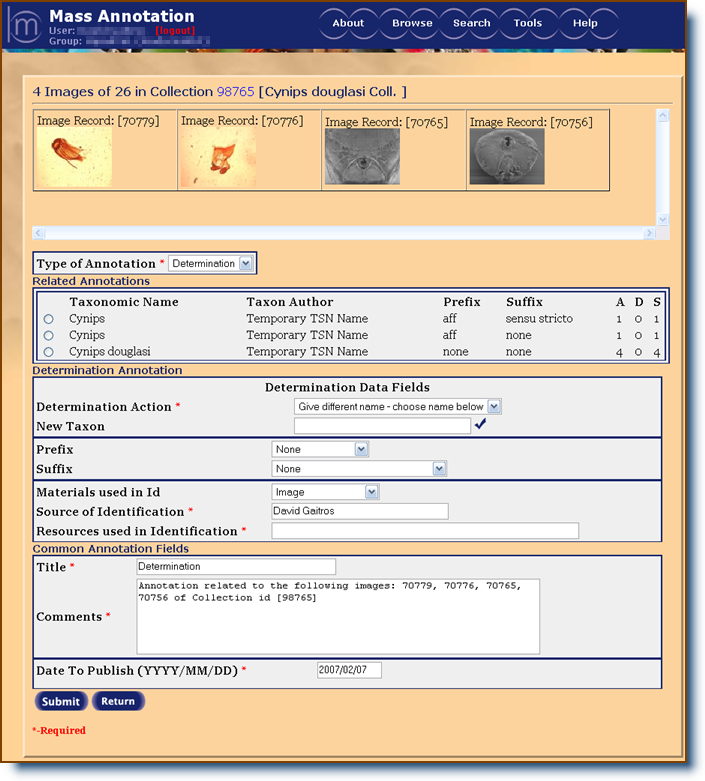 Mass Annotation
User: [logout]
Group:
About Browse Search Tools Help
4 Images of 26 in Collection 98765 [Cynips douglasi Coll. ]
Image Record: [70779] Image Record: [70776] Image Record: [70765] Image Record: [70756]
Type of Annotation * Determination
Related Annotations
Taxonomic Name Taxon Author Prefix Suffix A D S
Cynips Temporary TSN Name aff sensu stricto 1 0 1
Cynips Temporary TSN Name aff none 1 0 1
Cynips douglasi Temporary TSN Name none none 4 0 4
Determination Annotation
Determination Data Fields
Determination Action * Give different name - choose name below
New Taxon
Prefix None
Suffix None
Materials used in Id Image
Source of Identification * David Gaitros
Resources used in Identification *
Common Annotation Fields
Title * Determination
Annotation related to the following images: 70779, 70776, 70765,
70756 of Collection id [98765]
Comments *
Date To Publish (YYYY/MM/DD) * 2007/02/07
Submit Return
*-Required